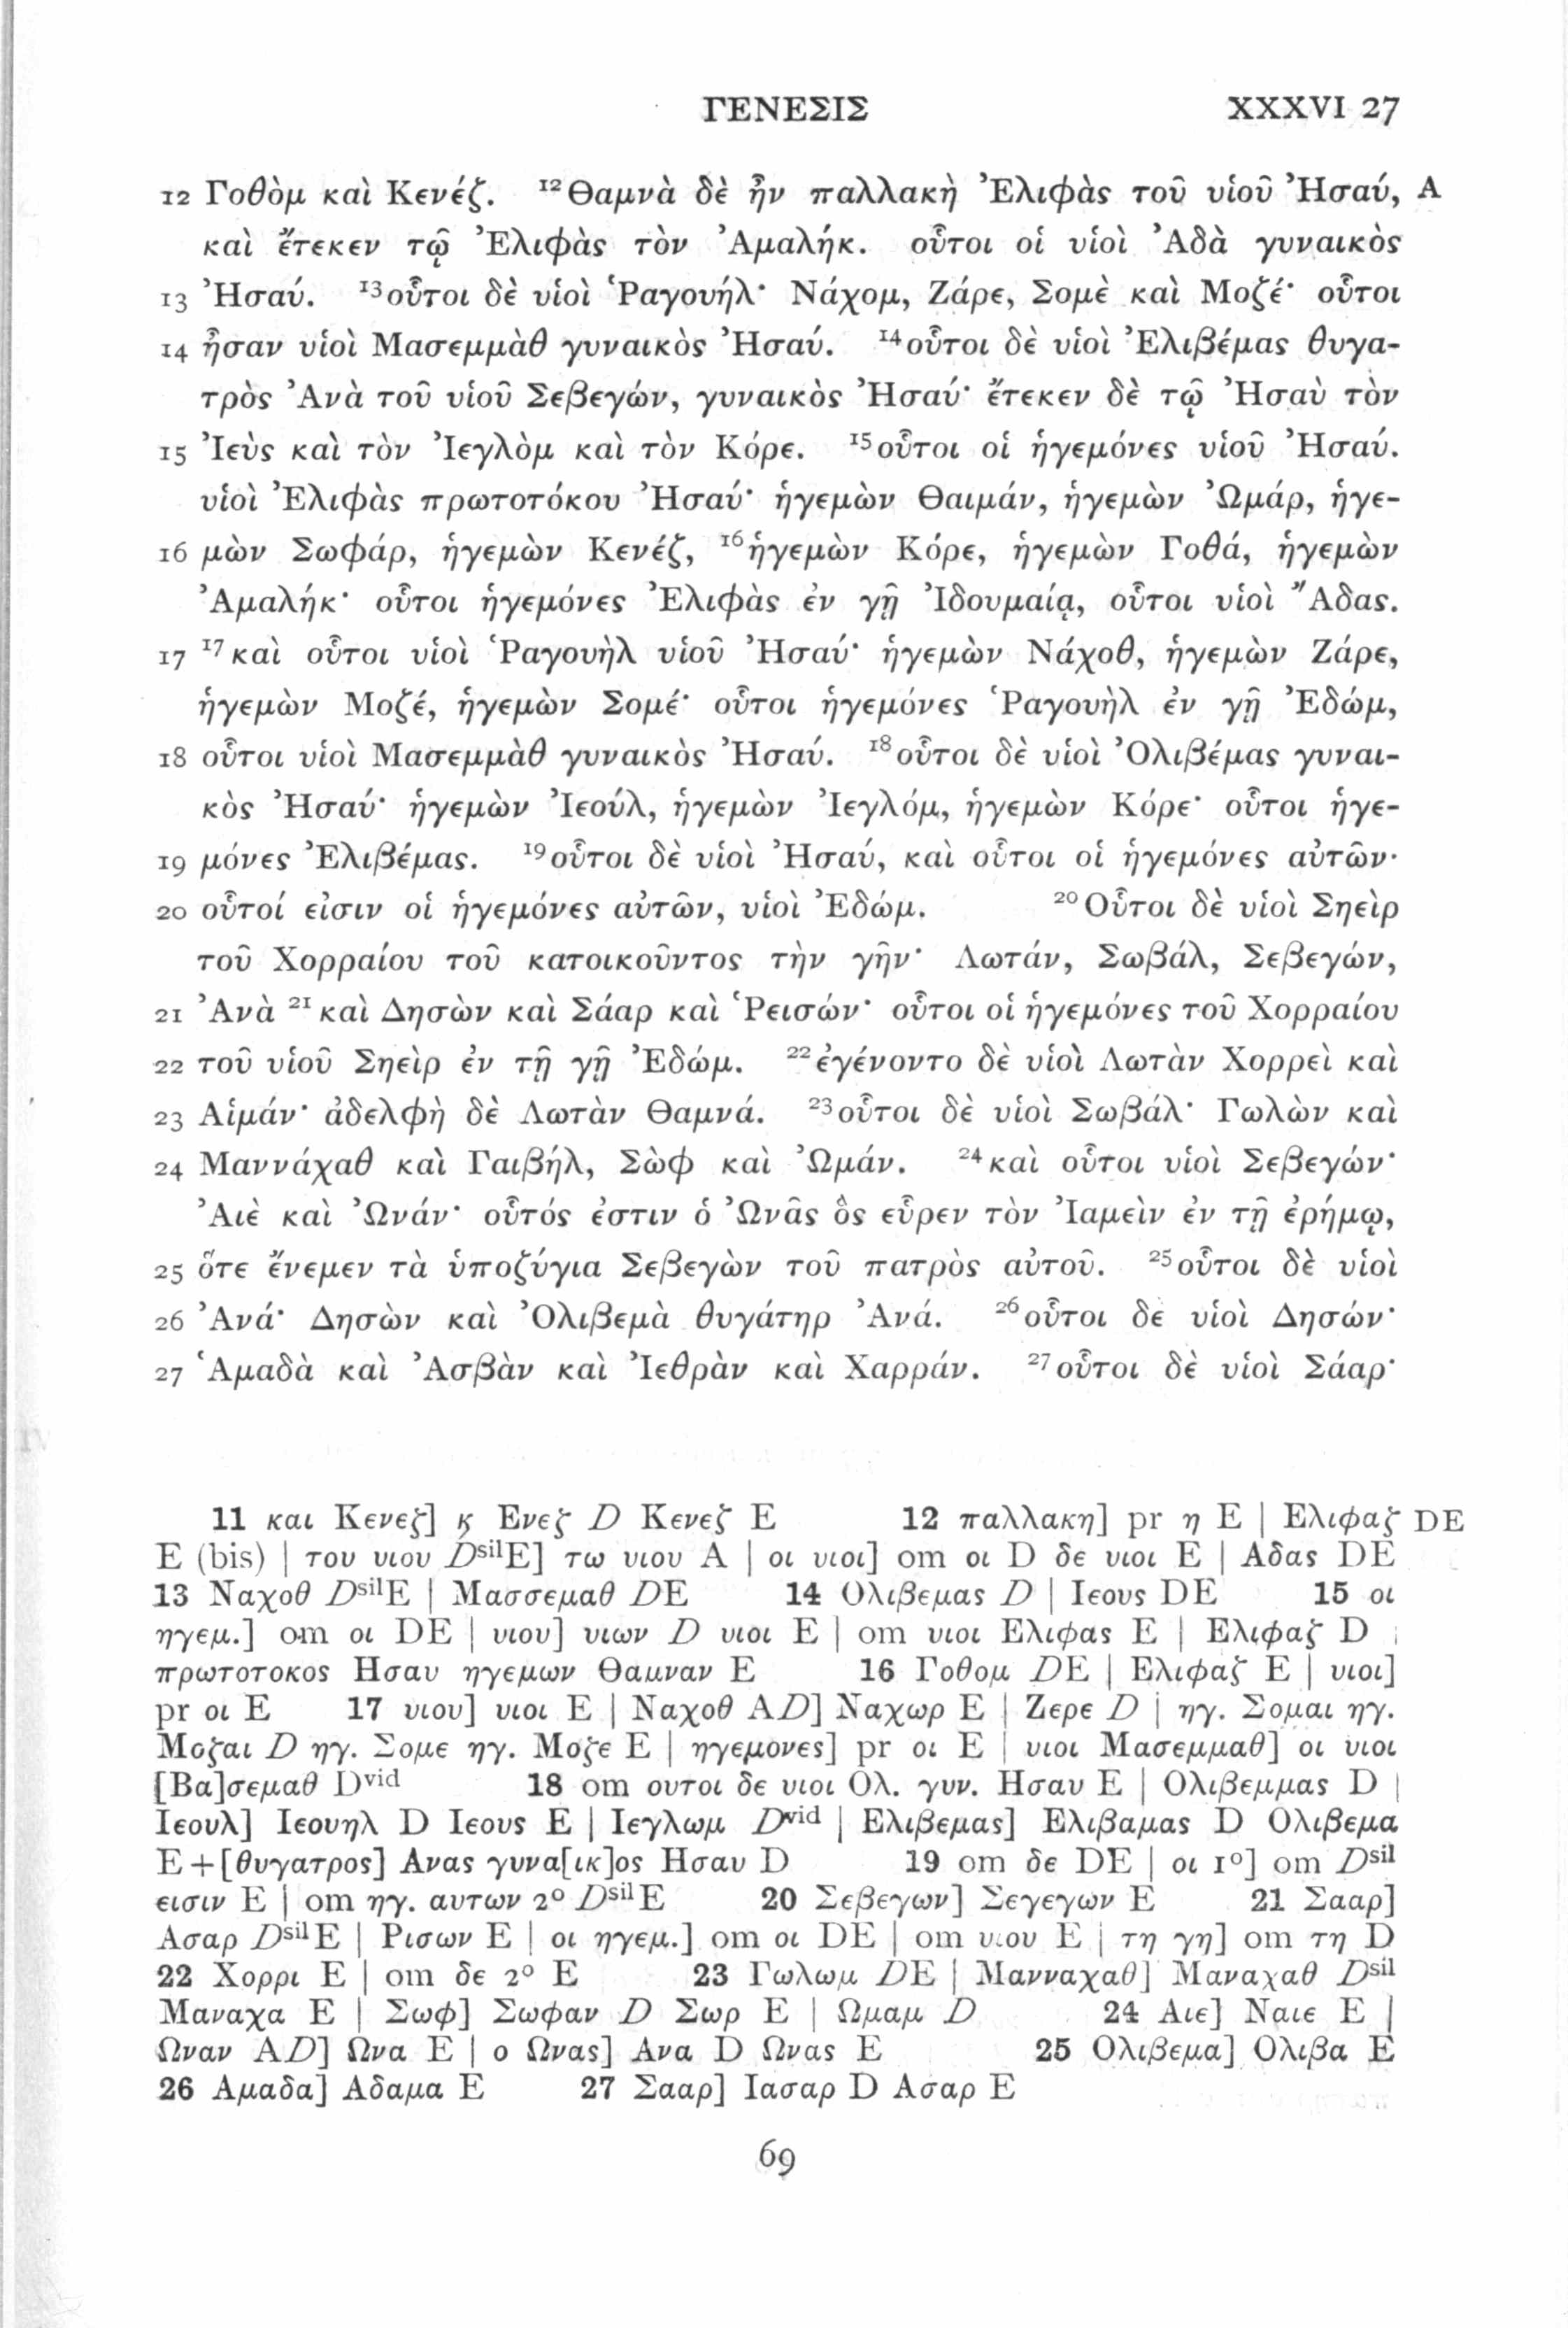 ΓΕΝΕΣΙΣ XXXVI 27
12 Γοθὸμ καὶ Κενέζ. ¹²Θαμνὰ δὲ ἦν παλλακὴ Ἐλιφὰς τοῦ υἱοῦ Ἠσαύ, A
καὶ ἔτεκεν τῷ Ἐλιφὰς τὸν Ἀμαλήκ. οὗτοι οἱ υἱοὶ Ἀδὰ γυναικὸς
13 Ἠσαύ. ¹³οὗτοι δὲ υἱοὶ Ῥαγουήλ· Νάχομ, Ζάρε, Σομὲ καὶ Μοζέ· οὗτοι
14 ἦσαν υἱοὶ Μασεμμὰθ γυναικὸς Ἠσαύ. ¹⁴οὗτοι δὲ υἱοὶ Ἐλιβέμας θυγα-
τρὸς Ἀνὰ τοῦ υἱοῦ Σεβεγών, γυναικὸς Ἠσαύ· ἔτεκεν δὲ τῷ Ἠσαὺ τὸν
15 Ἰεὺς καὶ τὸν Ἰεγλὸμ καὶ τὸν Κόρε. ¹⁵οὗτοι οἱ ἡγεμόνες υἱοῦ Ἠσαύ.
υἱοὶ Ἐλιφὰς πρωτοτόκου Ἠσαύ· ἡγεμὼν Θαιμάν, ἡγεμὼν Ὠμάρ, ἡγε-
16 μὼν Σωφάρ, ἡγεμὼν Κενέζ, ¹⁶ἡγεμὼν Κόρε, ἡγεμὼν Γοθά, ἡγεμὼν
Ἀμαλήκ· οὗτοι ἡγεμόνες Ἐλιφὰς ἐν γῇ Ἰδουμαίᾳ, οὗτοι υἱοὶ Ἄδας.
17 ¹⁷καὶ οὗτοι υἱοὶ Ῥαγουὴλ υἱοῦ Ἠσαύ· ἡγεμὼν Νάχοθ, ἡγεμὼν Ζάρε,
ἡγεμὼν Μοζέ, ἡγεμὼν Σομέ· οὗτοι ἡγεμόνες Ῥαγουὴλ ἐν γῇ Ἐδώμ,
18 οὗτοι υἱοὶ Μασεμμὰθ γυναικὸς Ἠσαύ. ¹⁸οὗτοι δὲ υἱοὶ Ὀλιβέμας γυναι-
κὸς Ἠσαύ· ἡγεμὼν Ἰεούλ, ἡγεμὼν Ἰεγλόμ, ἡγεμὼν Κόρε· οὗτοι ἡγε-
19 μόνες Ἐλιβέμας. ¹⁹οὗτοι δὲ υἱοὶ Ἠσαύ, καὶ οὗτοι οἱ ἡγεμόνες αὐτῶν·
20 οὗτοί εἰσιν οἱ ἡγεμόνες αὐτῶν, υἱοὶ Ἐδώμ. ²⁰Οὗτοι δὲ υἱοὶ Σηεὶρ
τοῦ Χορραίου τοῦ κατοικοῦντος τὴν γῆν· Λωτάν, Σωβάλ, Σεβεγών,
21 Ἀνὰ ²¹καὶ Δησὼν καὶ Σάαρ καὶ Ῥεισών· οὗτοι οἱ ἡγεμόνες τοῦ Χορραίου
22 τοῦ υἱοῦ Σηεὶρ ἐν τῇ γῇ Ἐδώμ. ²²ἐγένοντο δὲ υἱοὶ Λωτὰν Χορρεὶ καὶ
23 Αἱμάν· ἀδελφὴ δὲ Λωτὰν Θαμνά. ²³οὗτοι δὲ υἱοὶ Σωβάλ· Γωλὼν καὶ
24 Μαννάχαθ καὶ Γαιβήλ, Σὼφ καὶ Ὠμάν. ²⁴καὶ οὗτοι υἱοὶ Σεβεγών·
Ἀιὲ καὶ Ὠνάν· οὗτός ἐστιν ὁ Ὠνᾶς ὃς εὗρεν τὸν Ἰαμεὶν ἐν τῇ ἐρήμῳ,
25 ὅτε ἔνεμεν τὰ ὑποζύγια Σεβεγὼν τοῦ πατρὸς αὐτοῦ. ²⁵οὗτοι δὲ υἱοὶ
26 Ἀνά· Δησὼν καὶ Ὀλιβεμὰ θυγάτηρ Ἀνά. ²⁶οὗτοι δὲ υἱοὶ Δησών·
27 Ἁμαδὰ καὶ Ἀσβὰν καὶ Ἰεθρὰν καὶ Χαρράν. ²⁷οὗτοι δὲ υἱοὶ Σάαρ·
11 και Κενεζ] ϗ Ενεζ D Κενεζ E 12 παλλακη] pr η E | Ελιφαζ DE
E (bis) | του υιου DˢⁱˡE] τω υιου A | οι υιοι] om οι D δε υιοι E | Αδας DE
13 Ναχοθ DˢⁱˡE | Μασσεμαθ DE 14 Ολιβεμας D | Ιεους DE 15 οι
ηγεμ.] om οι DE | υιου] υιων D υιοι E | om υιοι Ελιφας E | Ελιφαζ D |
πρωτοτοκος Ησαυ ηγεμων Θαιμναν E 16 Γοθομ DE | Ελιφαζ E | υιοι]
pr οι E 17 υιου] υιοι E | Ναχοθ AD] Ναχωρ E | Ζερε D | ηγ. Σομαι ηγ.
Μοζαι D ηγ. Σομε ηγ. Μοζε E | ηγεμονες] pr οι E | υιοι Μασεμμαθ] οι υιοι
[Βα]σεμαθ Dᵛⁱᵈ 18 om ουτοι δε υιοι Ολ. γυν. Ησαυ E | Ολιβεμμας D |
Ιεουλ] Ιεουηλ D Ιεους E | Ιεγλωμ Dᵛⁱᵈ | Ελιβεμας] Ελιβαμας D Ολιβεμα
E+[θυγατρος] Ανας γυνα[ικ]ος Ησαυ D 19 om δε DE | οι 1⁰] om Dˢⁱˡ
εισιν E | om ηγ. αυτων 2⁰ DˢⁱˡE 20 Σεβεγων] Σεγεγων E 21 Σααρ]
Ασαρ DˢⁱˡE | Ρισων E | οι ηγεμ.] om οι DE | om υιου E | τη γη] om τη D
22 Χορρι E | om δε 2⁰ E 23 Γωλωμ DE | Μανναχαθ] Μαναχαθ Dˢⁱˡ
Μαναχα E | Σωφ] Σωφαν D Σωρ E | Ωμαμ D 24 Αιε] Ναιε E |
Ωναν AD] Ωνα E | ο Ωνας] Ανα D Ωνας E 25 Ολιβεμα] Ολιβα E
26 Αμαδα] Αδαμα E 27 Σααρ] Ιασαρ D Ασαρ E
69